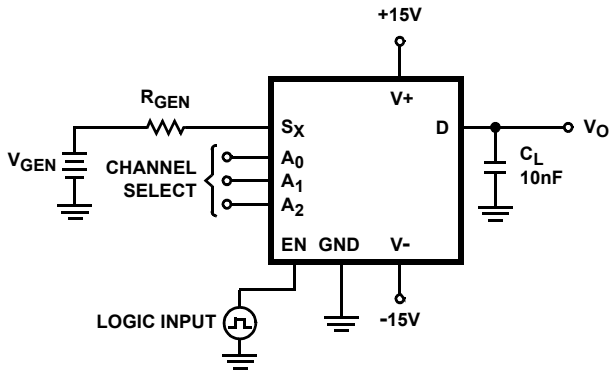 +15V
V+
RGEN
SX
D
VO
VGEN
CHANNEL
SELECT
A0
A1
A2
CL
10nF
EN GND V-
LOGIC INPUT
-15V